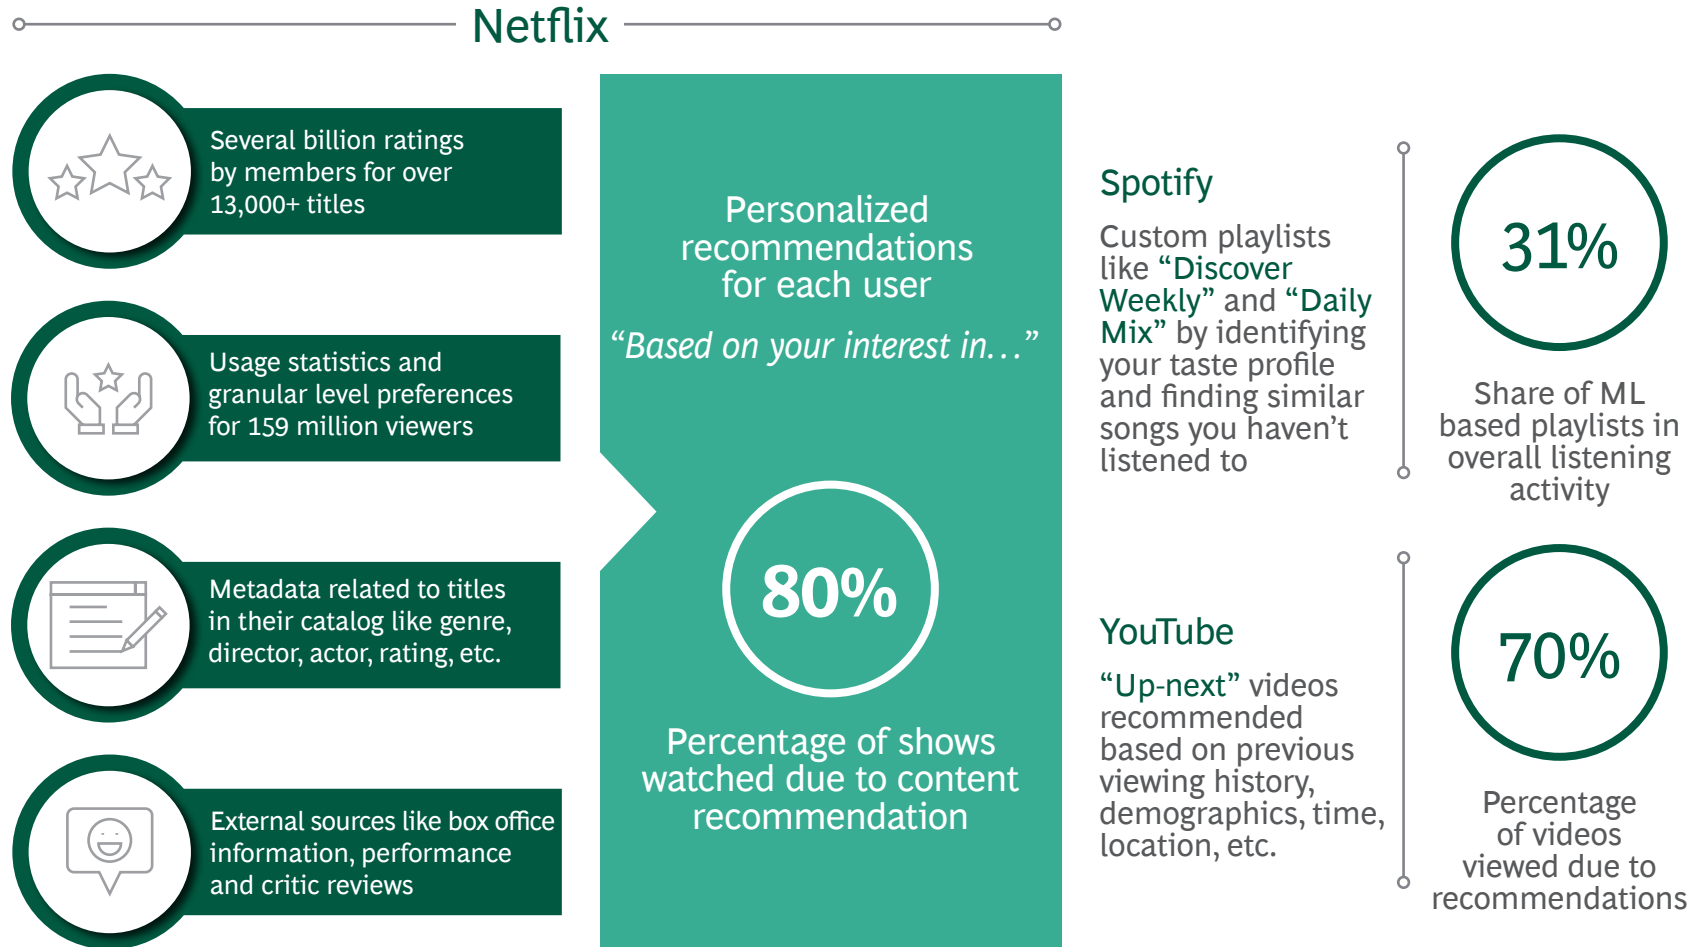 Netflix
Several billion ratings
by members for over
13,000+ titles
Usage statistics and
granular level preferences
for 159 million viewers
Metadata related to titles
in their catalog like genre,
director, actor, rating, etc.
External sources like box office
information, performance
and critic reviews
Personalized
recommendations
for each user
“Based on your interest in...”
80%
Percentage of shows
watched due to content
recommendation
Spotify
Custom playlists
like “Discover
Weekly” and “Daily
Mix” by identifying
your taste profile
and finding similar
songs you haven’t
listened to
31%
Share of ML
based playlists in
overall listening
activity
YouTube
“Up-next” videos
recommended
based on previous
viewing history,
demographics, time,
location, etc.
70%
Percentage
of videos
viewed due to
recommendations